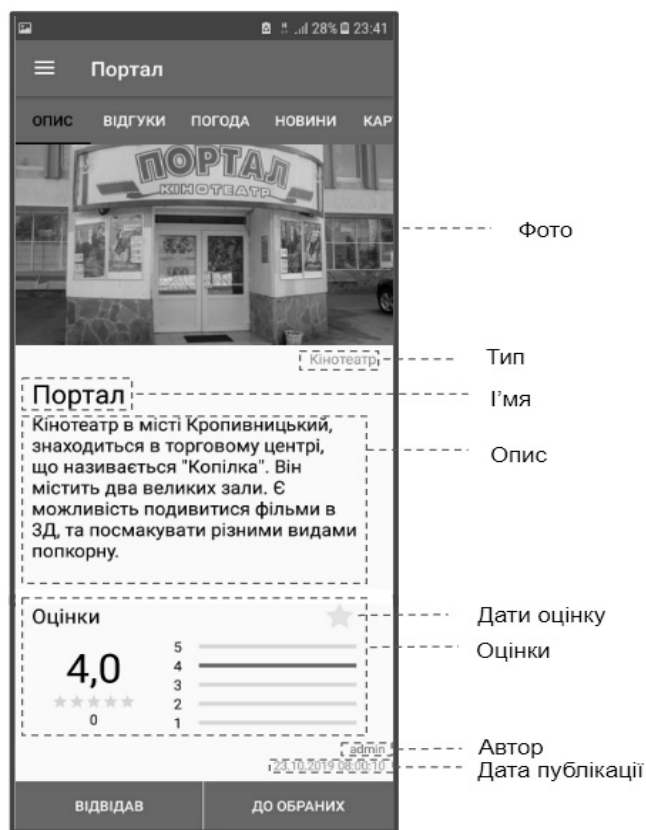 28% 23:41
Портал
ОПИС ВІДГУКИ ПОГОДА НОВИНИ КАР
ПОРТАЛ
КІНОТЕАТР
Фото
Кінотеатр
Тип
Портал
І'мя
Кінотеатр в місті Кропивницький,
знаходиться в торговому центрі,
що називається "Копілка". Він
містить два великих зали. Є
можливість подивитися фільми в
3Д, та посмакувати різними видами
попкорну.
Опис
Оцінки
Дати оцінку
Оцінки
4,0
0
5
4
3
2
1
admin
Автор
23.10.2019 08:00:10
Дата публікації
ВІДВІДАВ ДО ОБРАНИХ